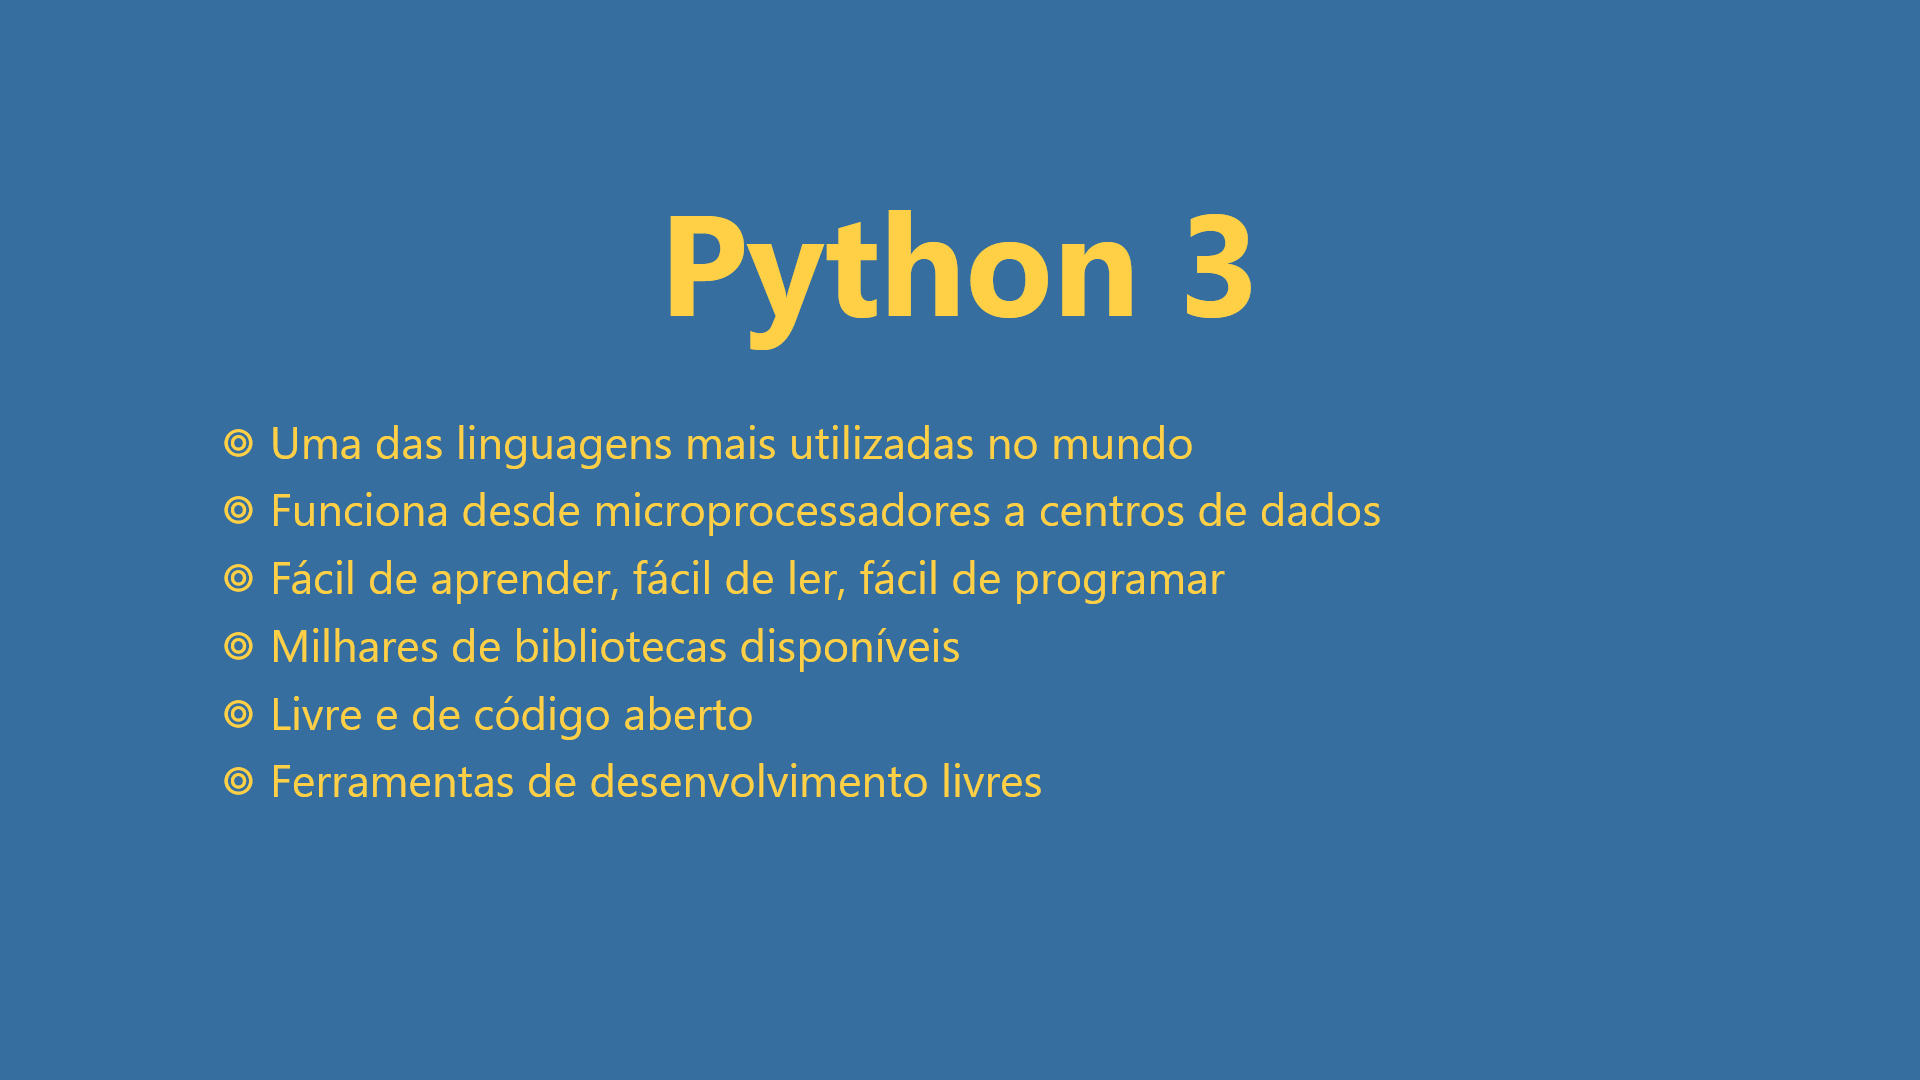 Python 3
Uma das linguagens mais utilizadas no mundo
Funciona desde microprocessadores a centros de dados
Fácil de aprender, fácil de ler, fácil de programar
Milhares de bibliotecas disponíveis
Livre e de código aberto
Ferramentas de desenvolvimento livres